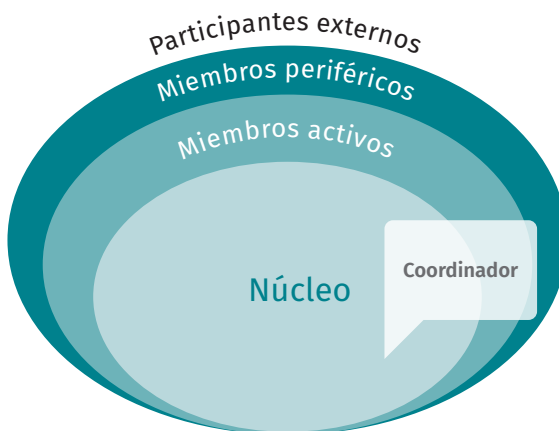 Participantes externos
Miembros periféricos
Miembros activos
Coordinador
Núcleo